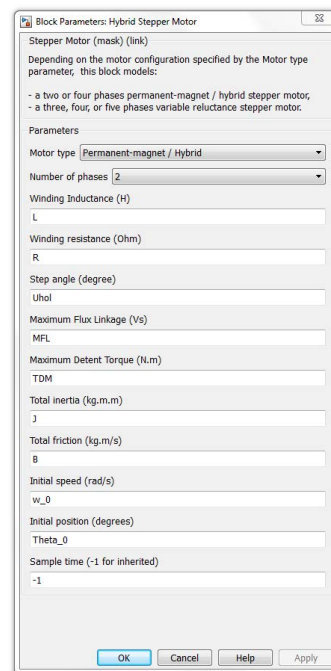 Block Parameters: Hybrid Stepper Motor
Stepper Motor (mask) (link)
Depending on the motor configuration specified by the Motor type
parameter, this block models:
- a two or four phases permanent-magnet / hybrid stepper motor,
- a three, four, or five phases variable reluctance stepper motor.
Parameters
Motor type Permanent-magnet / Hybrid
Number of phases 2
Winding Inductance (H)
L
Winding resistance (Ohm)
R
Step angle (degree)
Uhol
Maximum Flux Linkage (Vs)
MFL
Maximum Detent Torque (N.m)
TDM
Total inertia (kg.m.m)
J
Total friction (kg.m/s)
B
Initial speed (rad/s)
w_0
Initial position (degrees)
Theta_0
Sample time (-1 for inherited)
-1
OK Cancel Help Apply